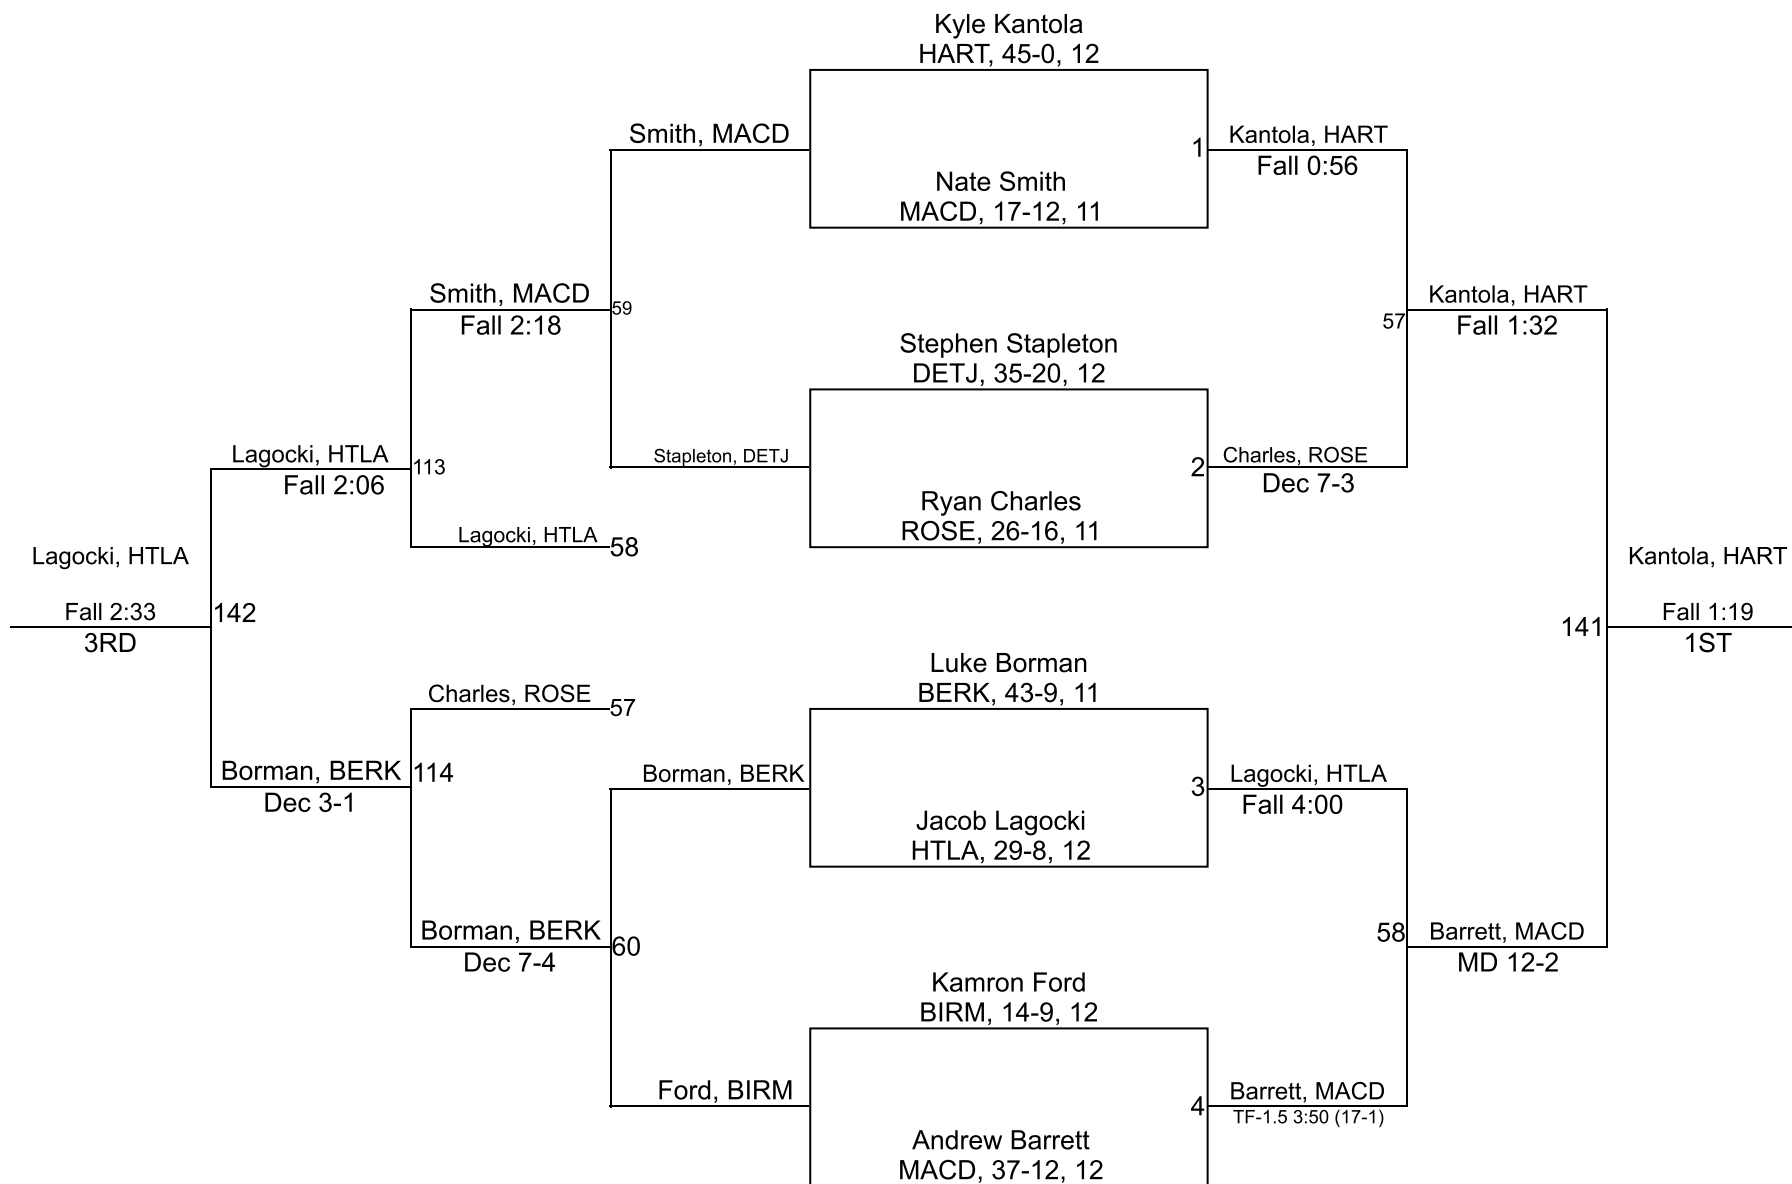 Kyle Kantola
HART, 45-0, 12
Smith, MACD
1
Kantola, HART
Fall 0:56
Nate Smith
MACD, 17-12, 11
Smith, MACD
Fall 2:18
59
Kantola, HART
Fall 1:32
57
Stephen Stapleton
DETJ, 35-20, 12
Lagocki, HTLA
Fall 2:06
113
Stapleton, DETJ
2
Charles, ROSE
Dec 7-3
Ryan Charles
ROSE, 26-16, 11
Lagocki, HTLA
58
Lagocki, HTLA
Fall 2:33
3RD
142
Kantola, HART
141
Fall 1:19
1ST
Luke Borman
BERK, 43-9, 11
Charles, ROSE
57
Borman, BERK
Dec 3-1
114
Borman, BERK
3
Lagocki, HTLA
Fall 4:00
Jacob Lagocki
HTLA, 29-8, 12
Borman, BERK
Dec 7-4
60
58
Barrett, MACD
MD 12-2
Kamron Ford
BIRM, 14-9, 12
Ford, BIRM
4
Barrett, MACD
TF-1.5 3:50 (17-1)
Andrew Barrett
MACD, 37-12, 12